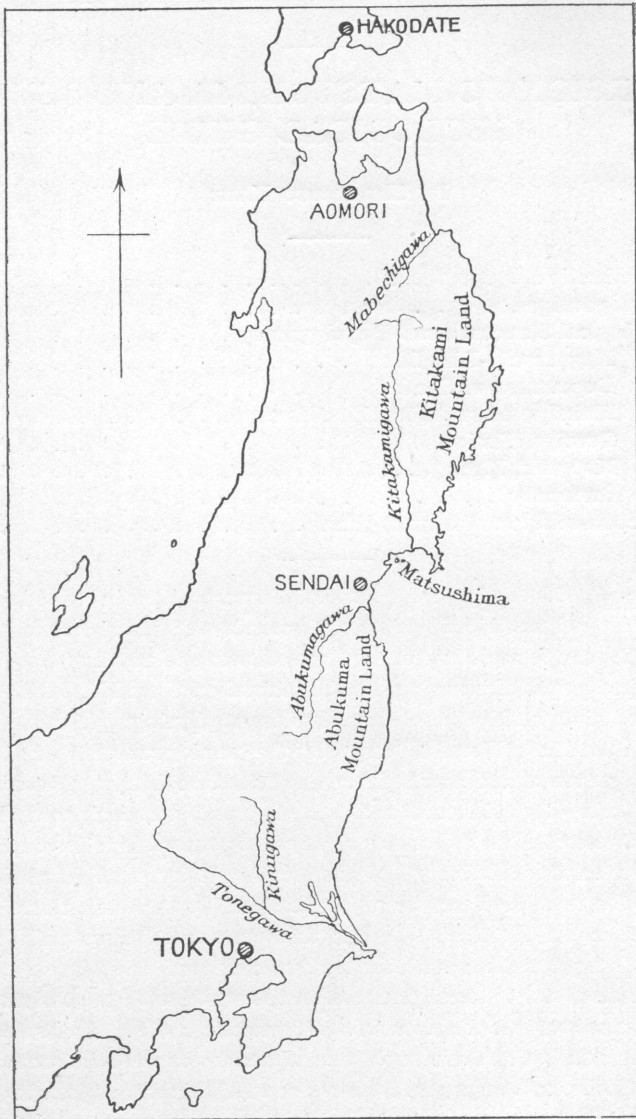 HAKODATE
AOMORI
Mabechigawa
Kitakami
Mountain Land
Kitakamigawa
SENDAI
Matsushima
Abukumagawa
Abukuma
Mountain Land
Kinugawa
Tonegawa
TOKYO